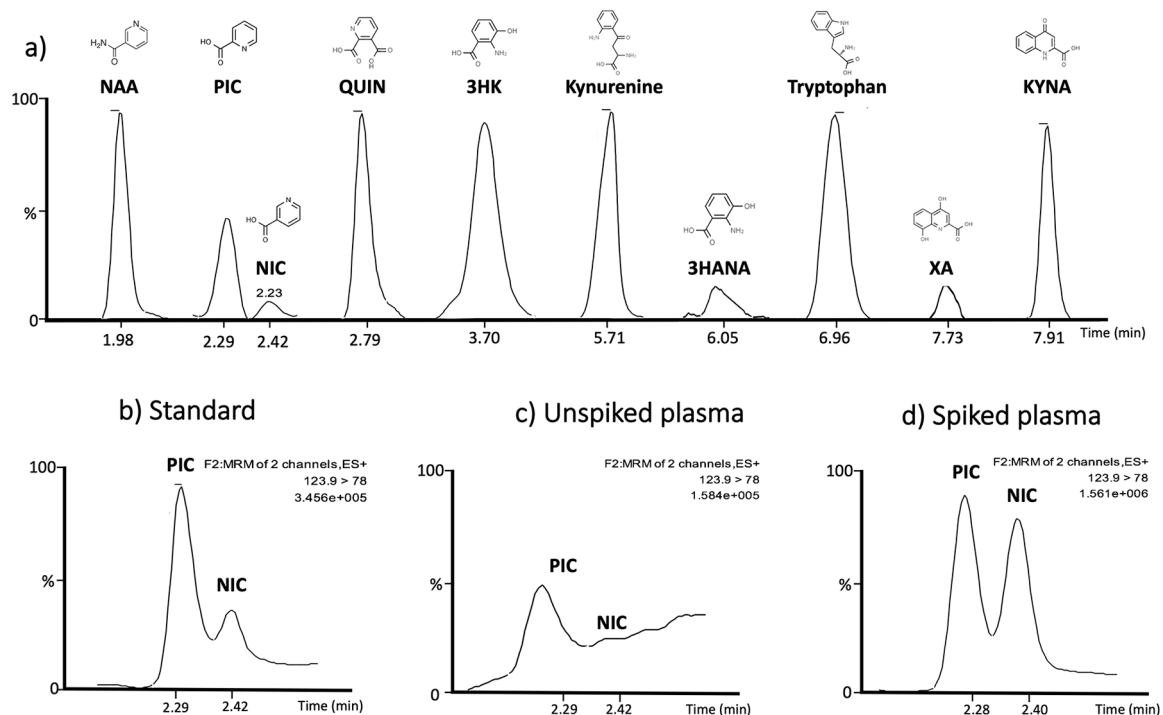 a)
NAA PIC QUIN 3HK Kynurenine Tryptophan KYNA
100
%
0
NIC
2.23
3HANA
XA
1.98 2.29 2.42 2.79 3.70 5.71 6.05 6.96 7.73 7.91 Time (min)
b) Standard
100
%
0
PIC
NIC
F2:MRM of 2 channels,ES+
123.9 > 78
3.456e+005
2.29 2.42 Time (min)
c) Unspiked plasma
100
%
0
F2:MRM of 2 channels,ES+
123.9 > 78
1.584e+005
PIC
NIC
2.29 2.42 Time (min)
d) Spiked plasma
100
%
0
PIC
NIC
F2:MRM of 2 channels,ES+
123.9 > 78
1.561e+006
2.28 2.40 Time (min)